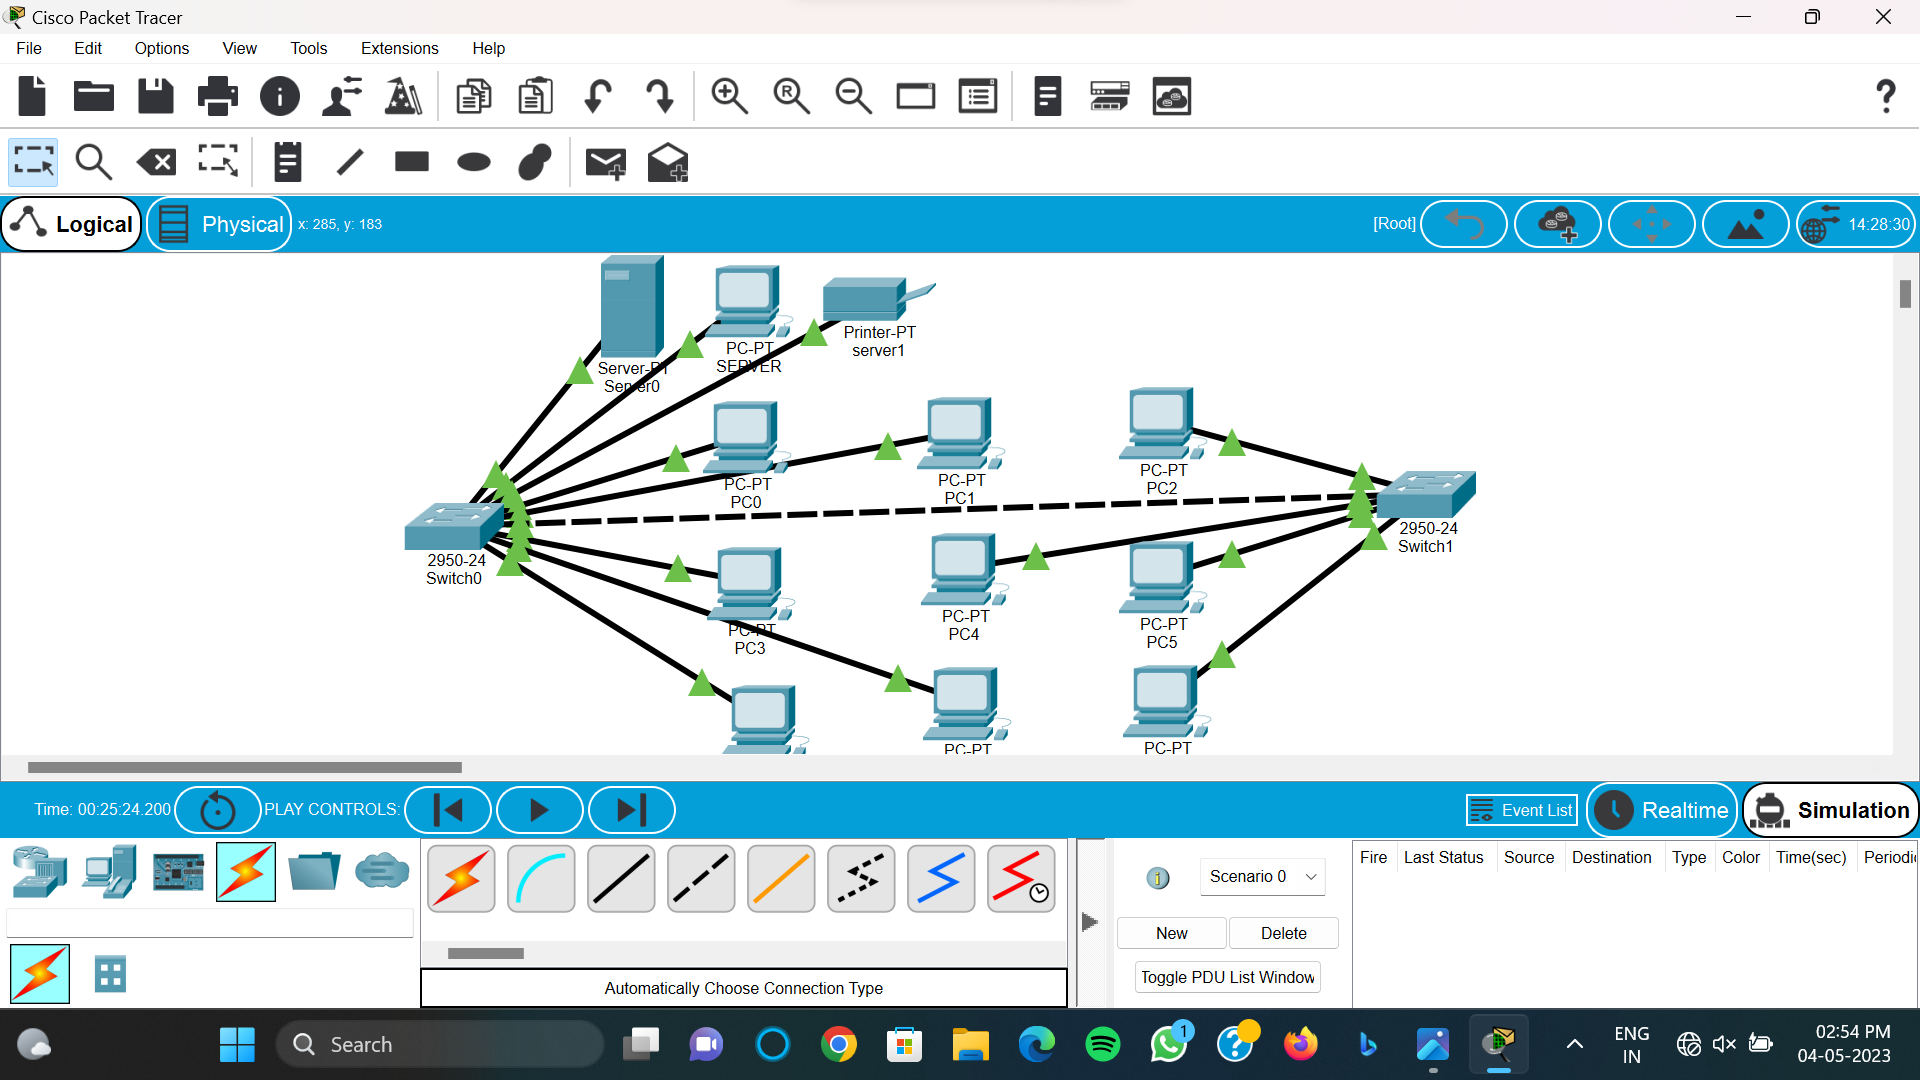 Cisco Packet Tracer
File Edit Options View Tools Extensions Help
R
Logical Physical x: 285, y: 183 [Root] 14:28:30
Server-PT
Server0
PC-PT
SERVER
Printer-PT
server1
PC-PT
PC0
PC-PT
PC1
PC-PT
PC2
2950-24
Switch0
2950-24
Switch1
PC-PT
PC3
PC-PT
PC4
PC-PT
PC5
PC-PT
PC-PT
Time: 00:25:24.200 PLAY CONTROLS: Event List Realtime Simulation
Scenario 0
New Delete
Toggle PDU List Window
Fire Last Status Source Destination Type Color Time(sec) Periodic
Automatically Choose Connection Type
Search
1
ENG
IN
02:54 PM
04-05-2023